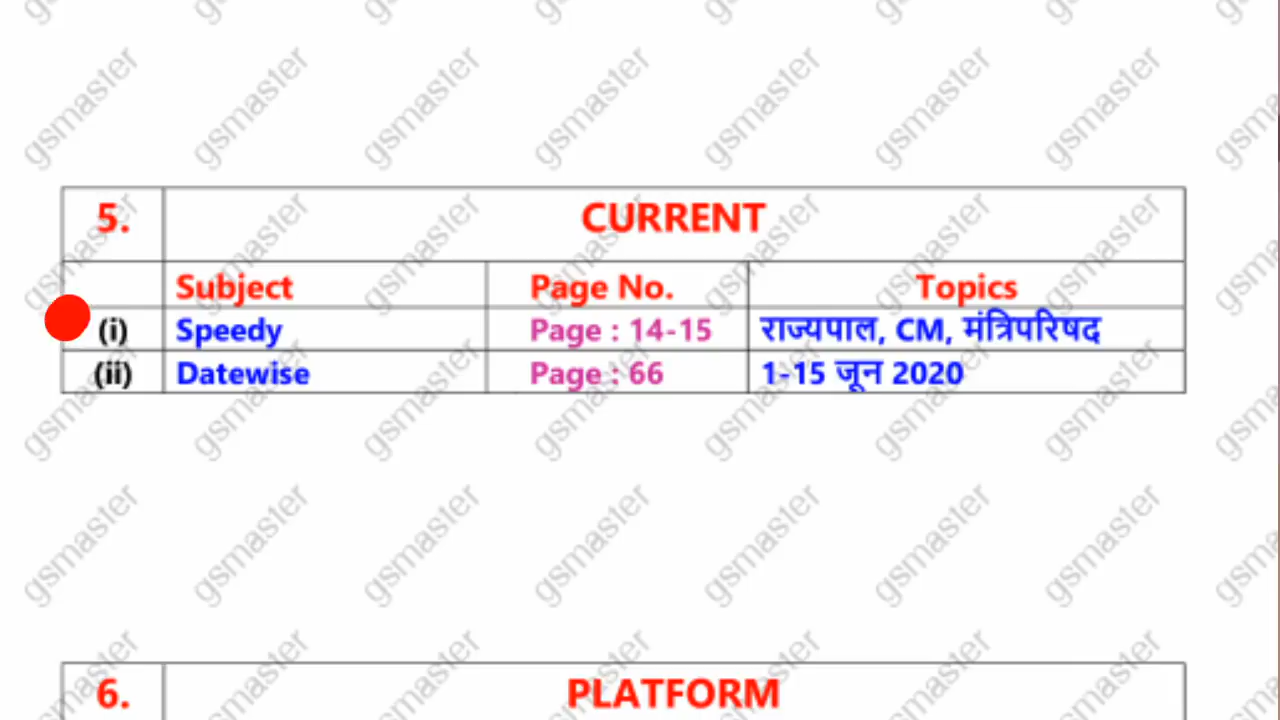 5. CURRENT
Subject Page No. Topics
(i) Speedy Page : 14-15 राज्यपाल, CM, मंत्रिपरिषद
(ii) Datewise Page : 66 1-15 जून 2020
6. PLATFORM
gsmaster